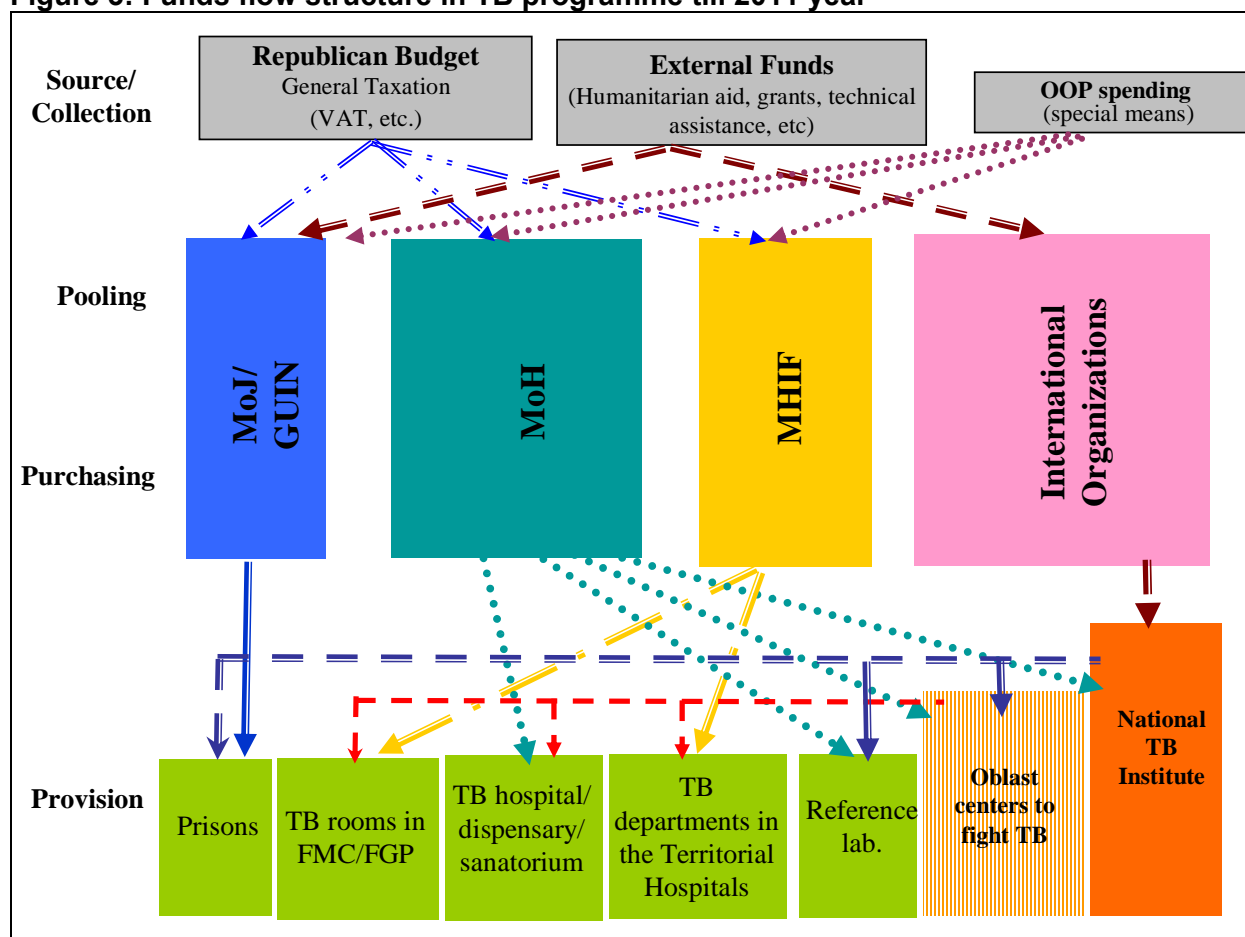 Figure 3. Funds flow structure in TB programme till 2011 year
Source/
Collection
Republican Budget
General Taxation
(VAT, etc.)
External Funds
(Humanitarian aid, grants, technical
assistance, etc)
OOP spending
(special means)
Pooling
Purchasing
MoJ/
GUIN
MoH
MHIF
International
Organizations
Provision
Prisons
TB rooms in
FMC/FGP
TB hospital/
dispensary/
sanatorium
TB
departments in
the Territorial
Hospitals
Reference
lab.
Oblast
centers to
fight TB
National
TB
Institute